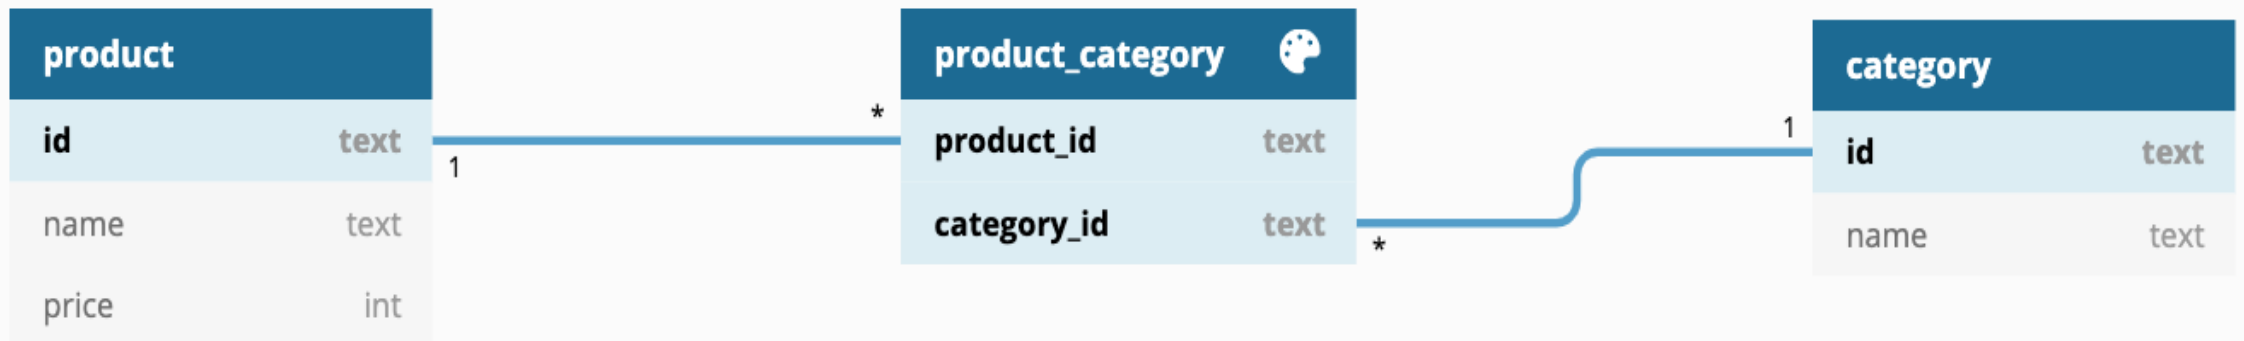 product
id text
name text
price int
1
*
product_category
product_id text
category_id text
*
1
category
id text
name text